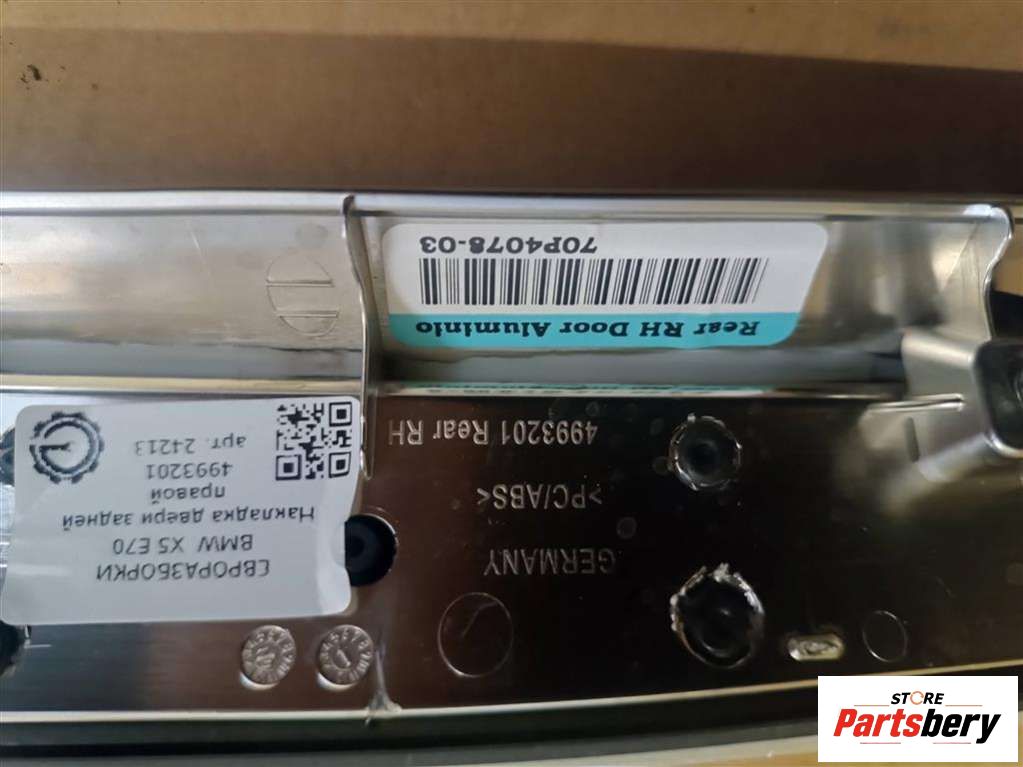 Rear RH Door Aluminio
70P4078-03
4993201 Rear RH
>PC/ABS<
GERMANY
ЕВРОРАЗБОРКИ
BMW X5 E70
Накладка двери задней
правой
4993201
арт. 24213
STORE
Partsbery